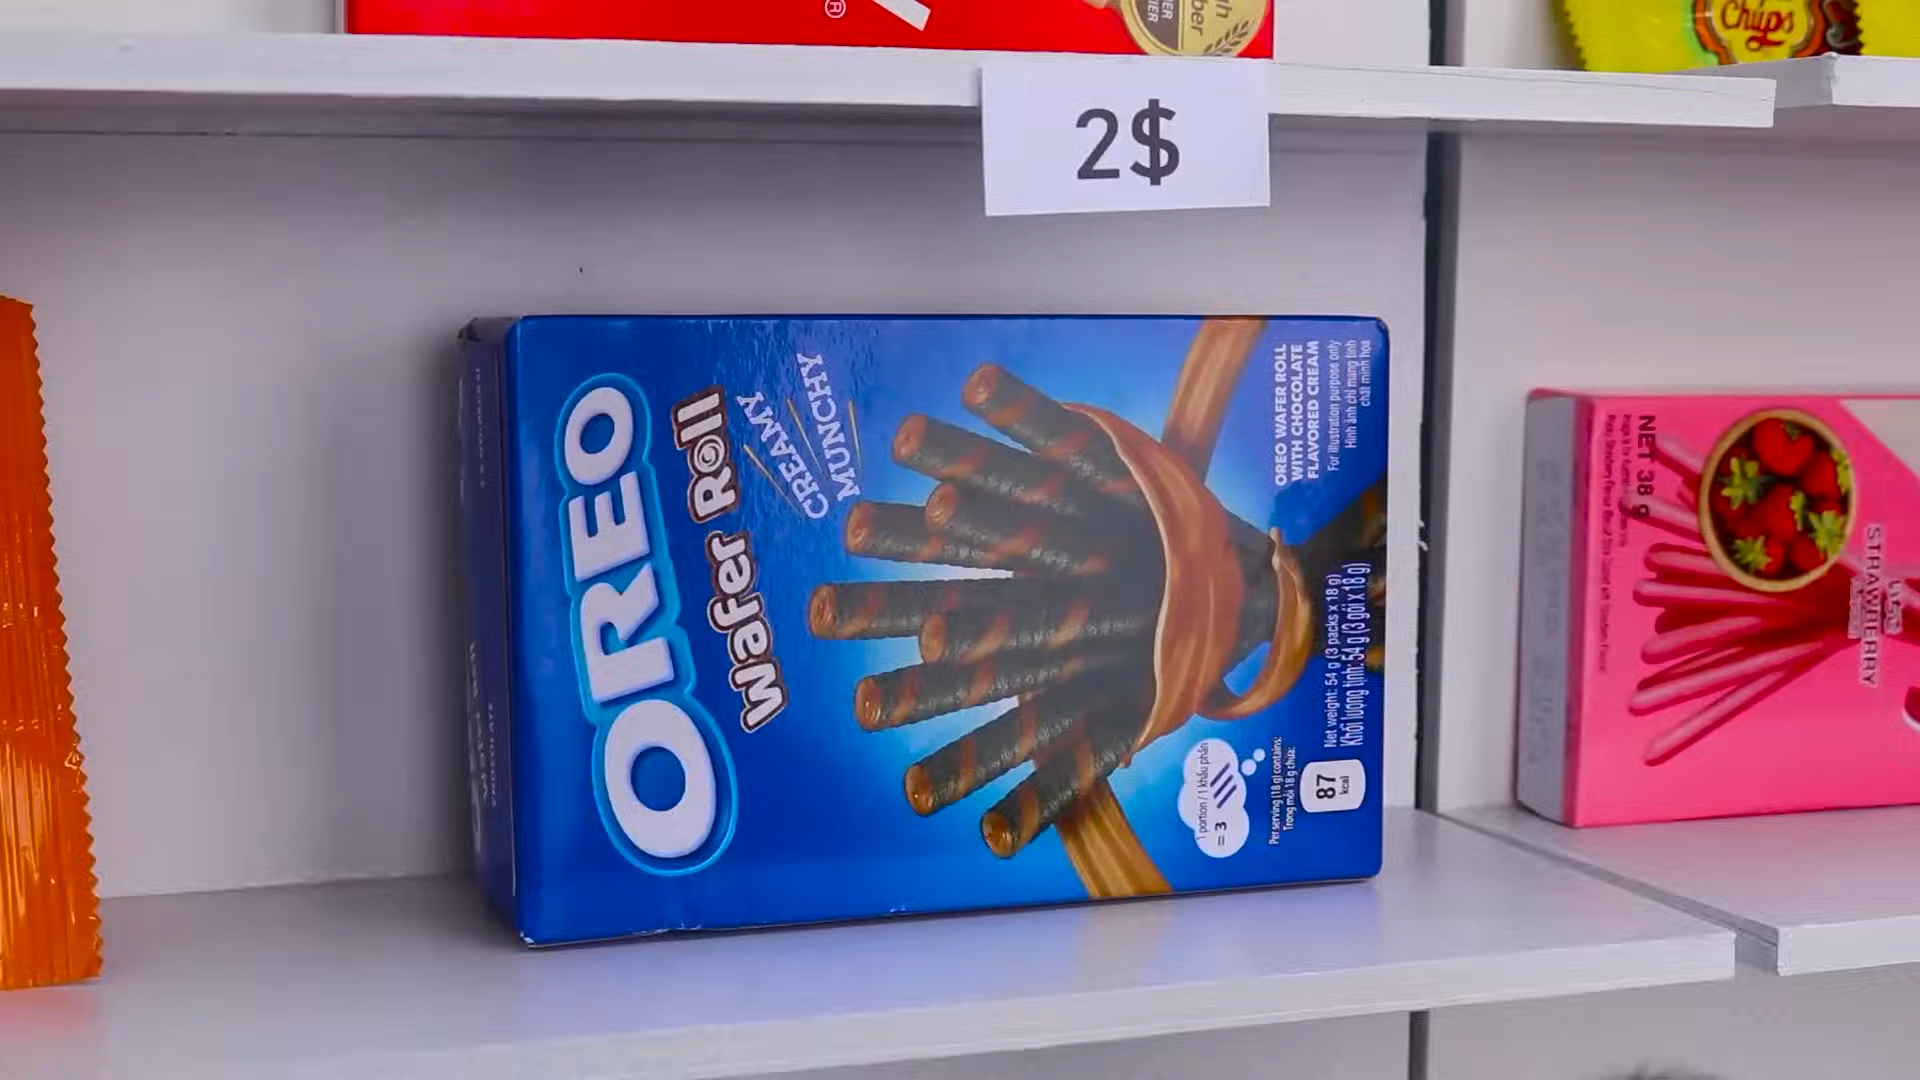 Chups
2$
OREO
Wafer Roll
CREAMY
MUNCHY
OREO WAFER ROLL
WITH CHOCOLATE
FLAVORED CREAM
For illustration purpose only
Hình ảnh chỉ mang tính
chất minh họa
1 portion / 1 khẩu phần
= 3
Per serving (18 g) contains:
Trong mỗi 18 g chứa:
87
kcal
Net weight: 54 g (3 packs x 18 g)
Khối lượng tịnh: 54 g (3 gói x 18 g)
NET 38 g
STRAWBERRY